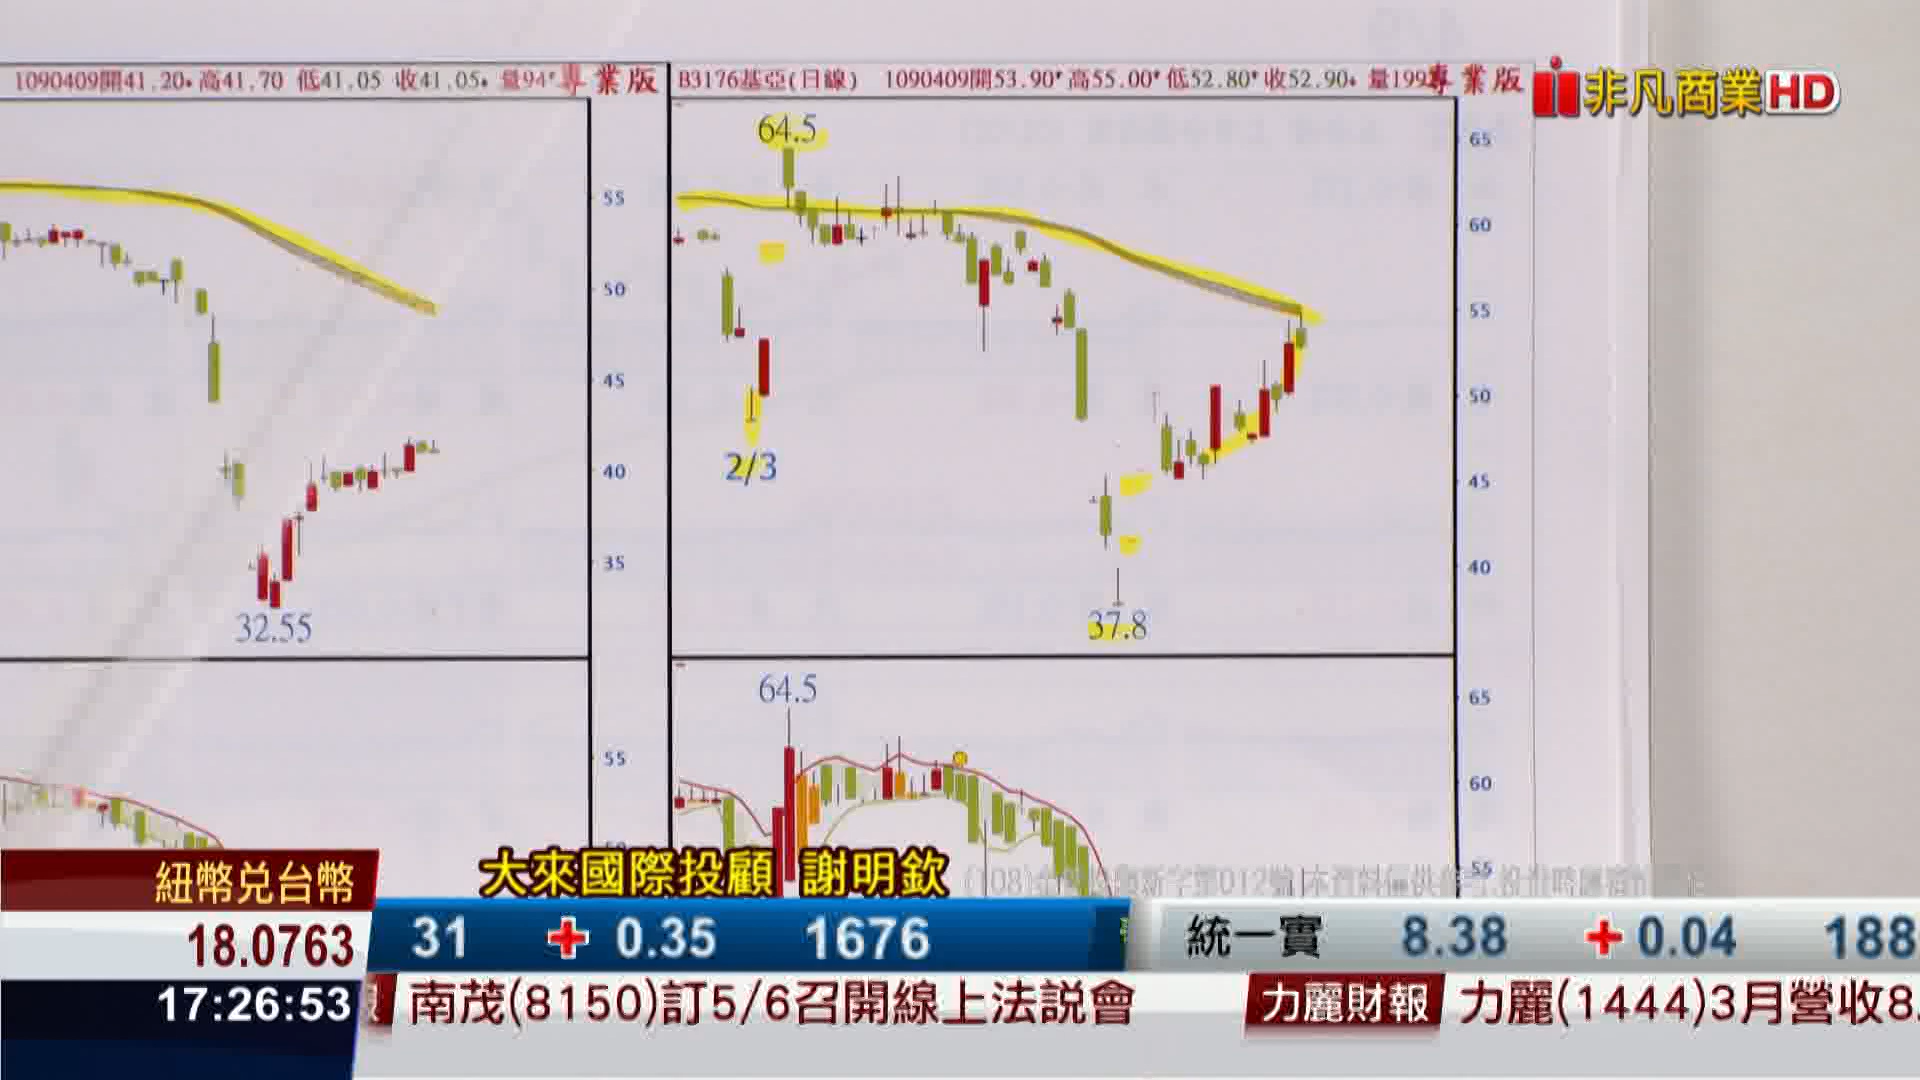 1090409開41.20 高41.70 低41.05 收41.05 量94 專業版
B3176基亞(日線) 1090409開53.90 高55.00 低52.80 收52.90 量199 專業版
非凡商業HD
64.5
65
55
60
50
55
45
50
2/3
40
45
35
40
32.55
37.8
64.5
65
55
60
55
紐幣兌台幣
大來國際投顧 謝明欽
18.0763
31 + 0.35 1676
統一實 8.38 + 0.04 188
17:26:53
南茂(8150)訂5/6召開線上法說會
力麗財報 力麗(1444)3月營收8